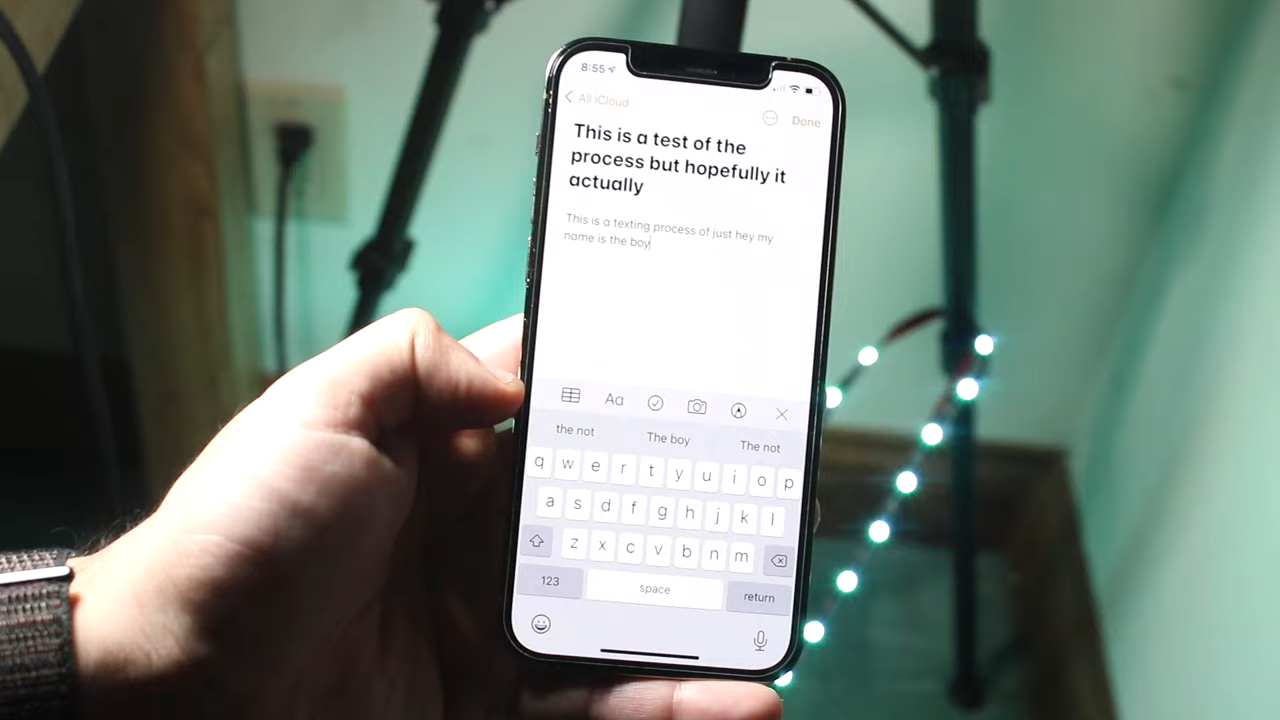 8:55
All iCloud
Done
This is a test of the
process but hopefully it
actually
This is a texting process of just hey my
name is the boy
Aa
the not The boy The not
q w e r t y u i o p
a s d f g h j k l
z x c v b n m
123 space return